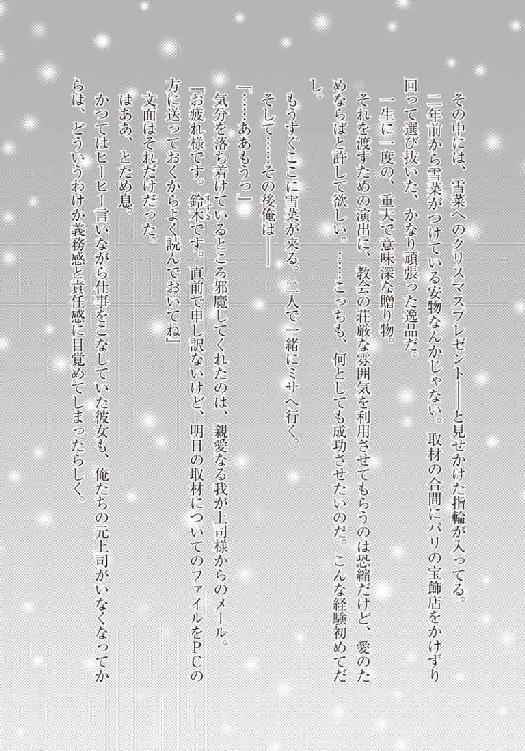 その中には、雪菜へのクリスマスプレゼント――と見せかけた指輪が入ってる。
二年前から雪菜がつけている安物なんかじゃない。取材の合間にパリの宝飾店をかけずり
回って選び抜いた、かなり頑張った逸品だ。
一生に一度の、重大で意味深な贈り物。
それを渡すための演出に、教会の荘厳な雰囲気を利用させてもらうのは恐縮だけど、愛のた
めならばと許して欲しい。……こっちも、何としても成功させたいのだ。こんな経験初めてだ
し。
もうすぐここに雪菜が来る。二人で一緒にミサへ行く。
そして……その後俺は――
『……ああもうっ』
気分を落ち着けているところ邪魔してくれたのは、親愛なる我が上司様からのメール。
『お疲れ様です。鈴木です。直前で申し訳ないけど、明日の取材についてのファイルをPCの
方に送っておくからよく読んでおいてね』
文面はそれだけだった。
はああ、とため息。
かつてはヒーヒー言いながら仕事をこなしていた彼女も、俺たちの元上司がいなくなってか
らは、どういうわけか義務感と責任感に目覚めてしまったらしく。